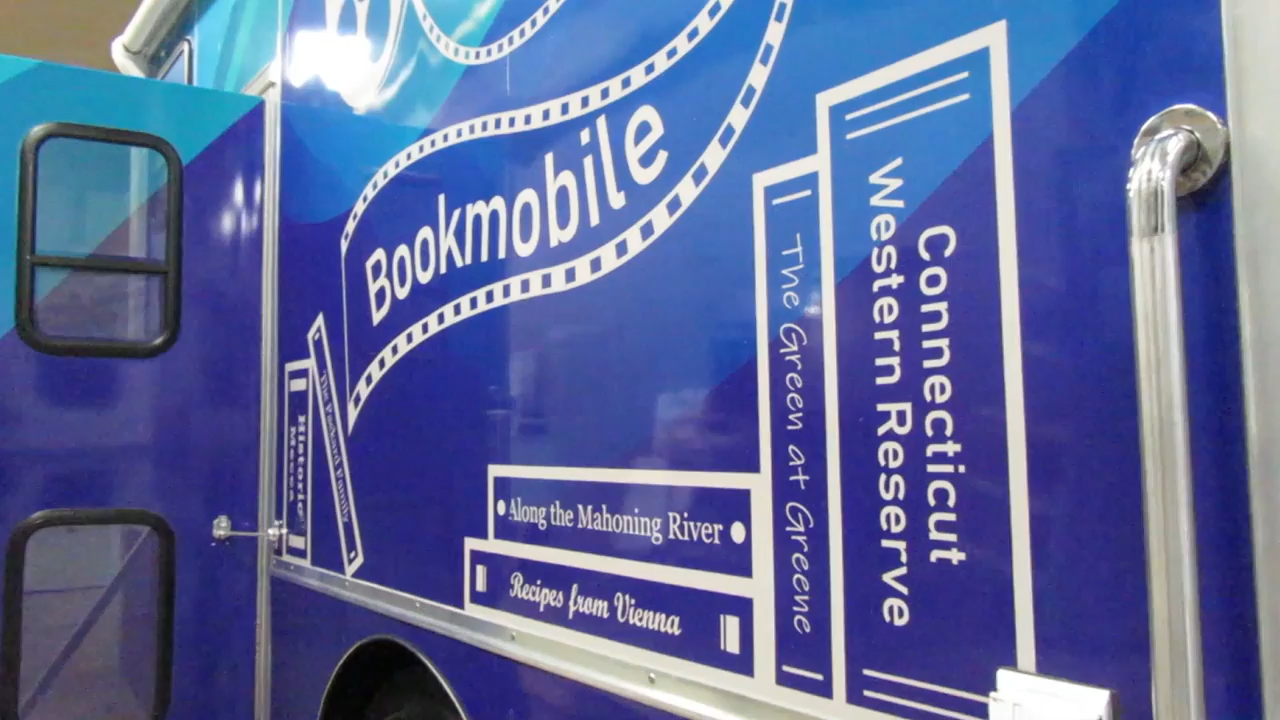 Bookmobile
Historic
Mecca
The Packard Family
Along the Mahoning River
Recipes from Vienna
The Green at Greene
Connecticut
Western Reserve